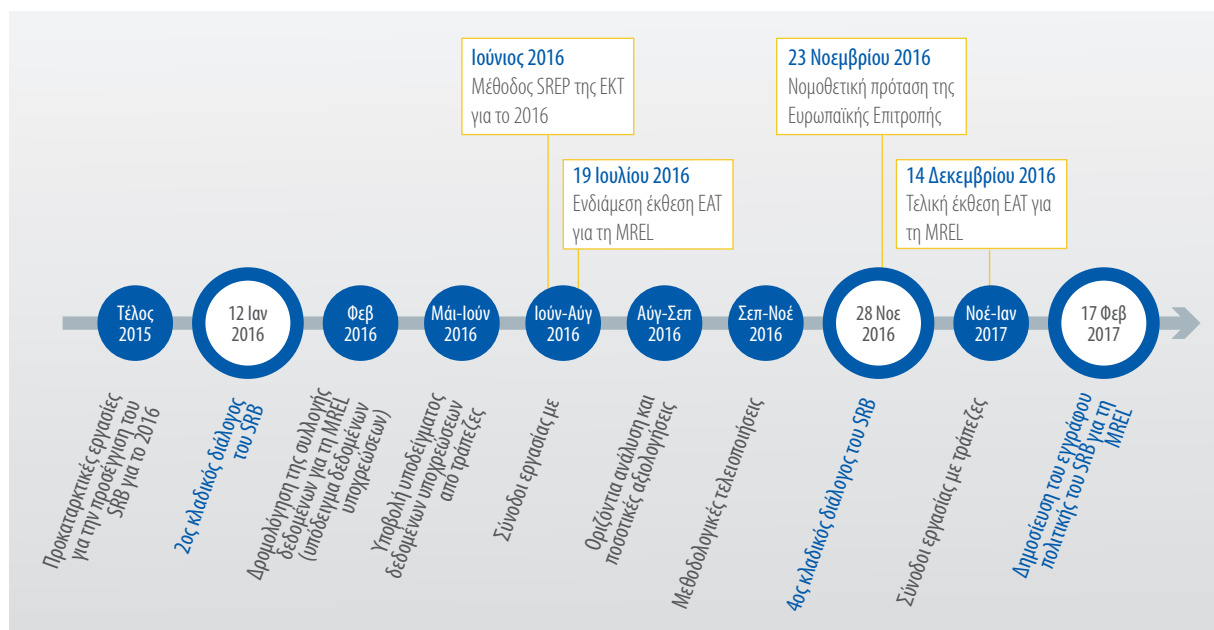 Ιούνιος 2016
Μέθοδος SREP της ΕΚΤ
για το 2016
23 Νοεμβρίου 2016
Νομοθετική πρόταση της
Ευρωπαϊκής Επιτροπής
19 Ιουλίου 2016
Ενδιάμεση έκθεση ΕΑΤ
για τη MREL
14 Δεκεμβρίου 2016
Τελική έκθεση ΕΑΤ για
τη MREL
Τέλος
2015
12 Ιαν
2016
Φεβ
2016
Μάι-Ιούν
2016
Ιούν-Αύγ
2016
Αύγ-Σεπ
2016
Σεπ-Νοέ
2016
28 Νοε
2016
Νοέ-Ιαν
2017
17 Φεβ
2017
Προκαταρκτικές εργασίες
για την προσέγγιση του
SRB για το 2016
2ος κλαδικός διάλογος
του SRB
Δρομολόγηση της συλλογής
δεδομένων για τη MREL
(υπόδειγμα δεδομένων
υποχρεώσεων)
Υποβολή υποδείγματος
δεδομένων υποχρεώσεων
από τράπεζες
Σύνοδοι εργασίας με
Οριζόντια ανάλυση και
ποσοτικές αξιολογήσεις
Μεθοδολογικές τελειοποιήσεις
4ος κλαδικός διάλογος του SRB
Σύνοδοι εργασίας με τράπεζες
Δημοσίευση του εγγράφου
πολιτικής του SRB για τη
MREL